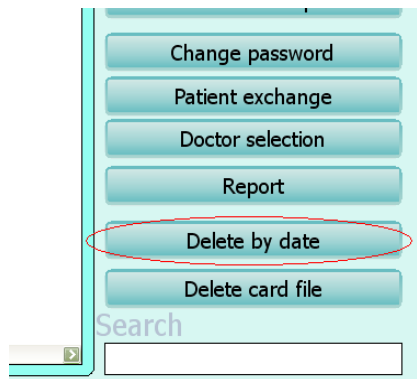 Change password
Patient exchange
Doctor selection
Report
Delete by date
Delete card file
Search